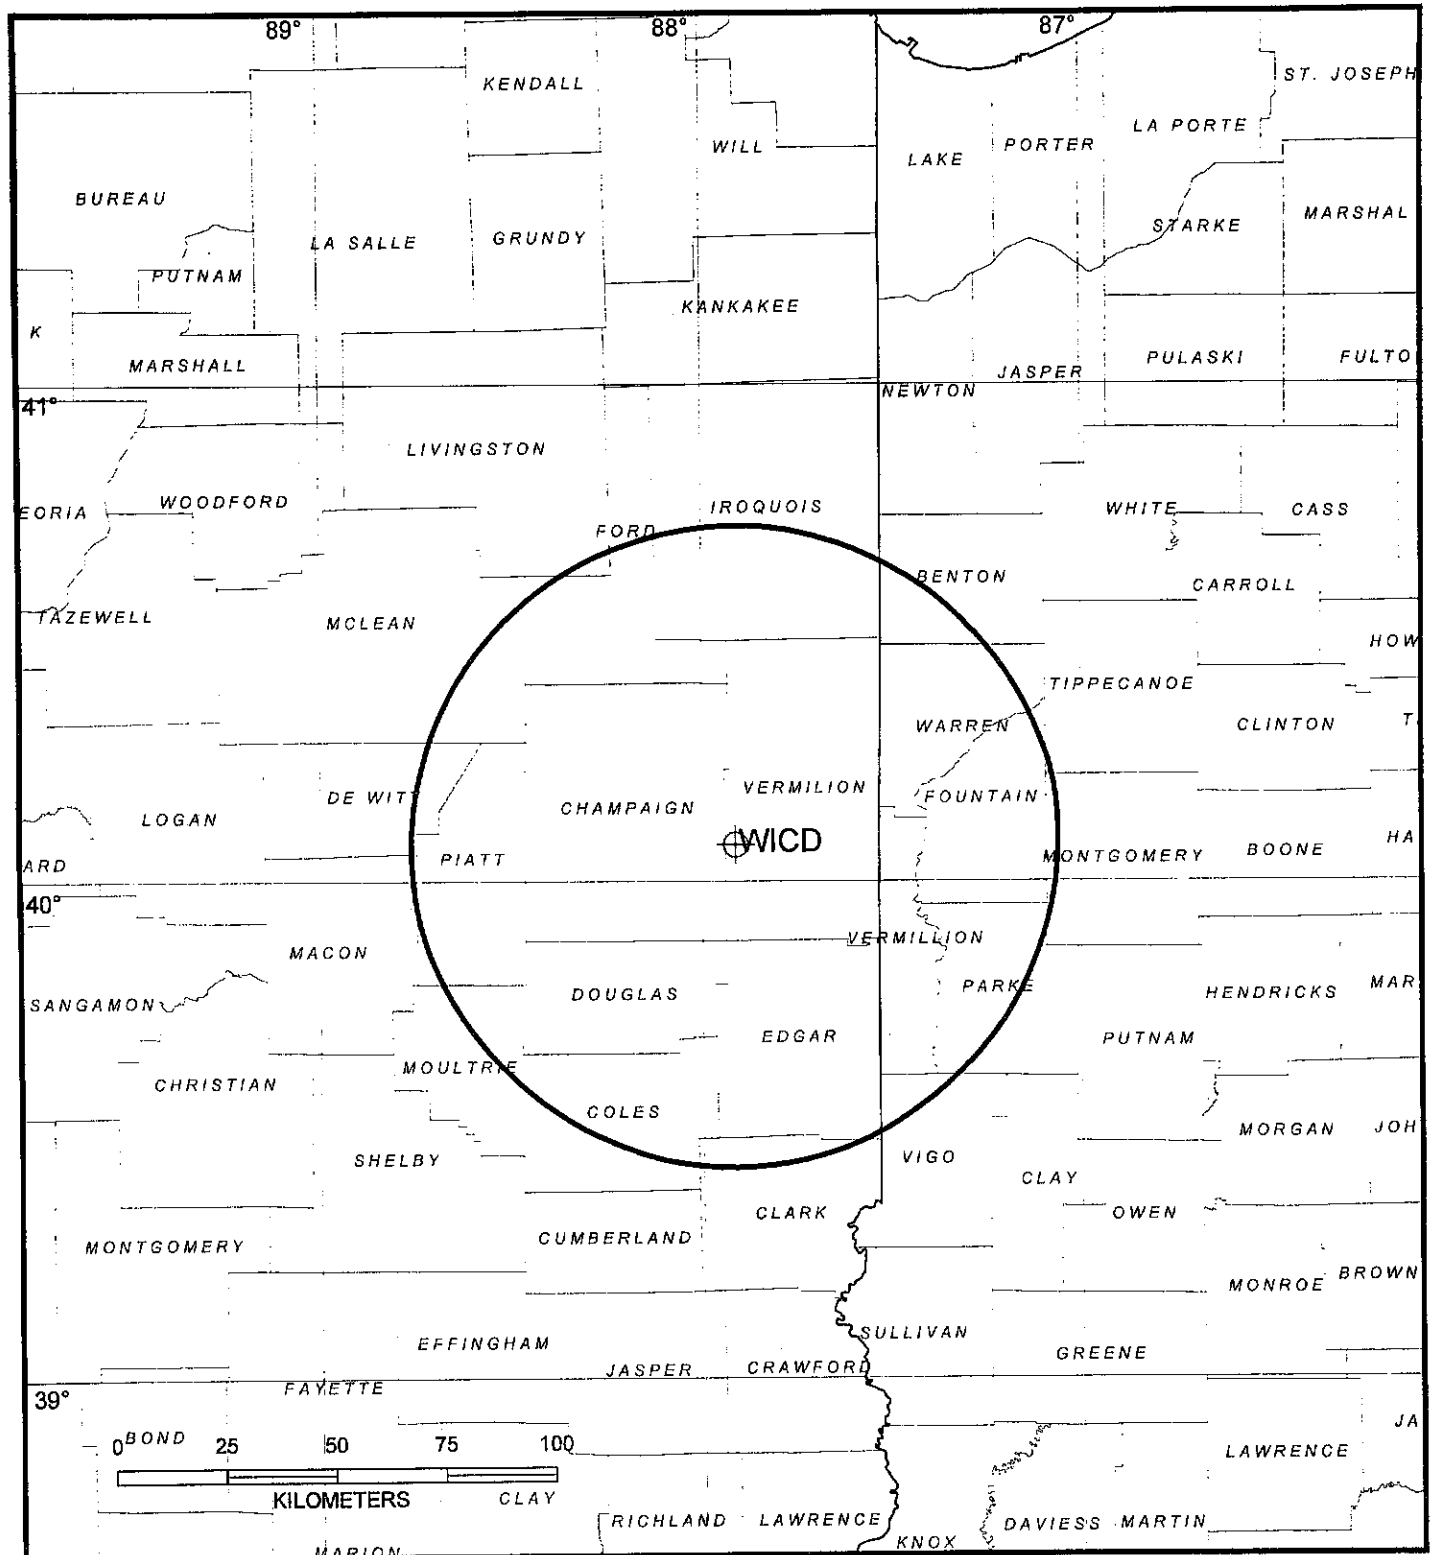 89° 88° 87°
KENDALL
ST. JOSEPH
LA PORTE
WILL
PORTER
LAKE
BUREAU
MARSHAL
STARKE
LA SALLE
GRUNDY
PUTNAM
KANKAKEE
K
MARSHALL
PULASKI
FULTO
JASPER
NEWTON
41°
LIVINGSTON
WOODFORD
IROQUOIS
WHITE
CASS
EORIA
FORD
BENTON
CARROLL
TAZEWELL
MCLEAN
HOW
TIPPECANOE
WARREN
CLINTON
T
VERMILION
DE WITT
FOUNTAIN
CHAMPAIGN
LOGAN
WICD
HA
PIATT
MONTGOMERY
BOONE
ARD
40°
VERMILLION
MACON
PARKE
MAR
DOUGLAS
HENDRICKS
SANGAMON
EDGAR
PUTNAM
MOULTRIE
CHRISTIAN
COLES
MORGAN
JOH
SHELBY
VIGO
CLAY
CLARK
OWEN
CUMBERLAND
MONTGOMERY
BROWN
MONROE
SULLIVAN
EFFINGHAM
GREENE
JASPER
CRAWFORD
FAYETTE
39°
JA
BOND
LAWRENCE
0 25 50 75 100
KILOMETERS
CLAY
RICHLAND
LAWRENCE
DAVIESS
MARTIN
KNOX
MARION